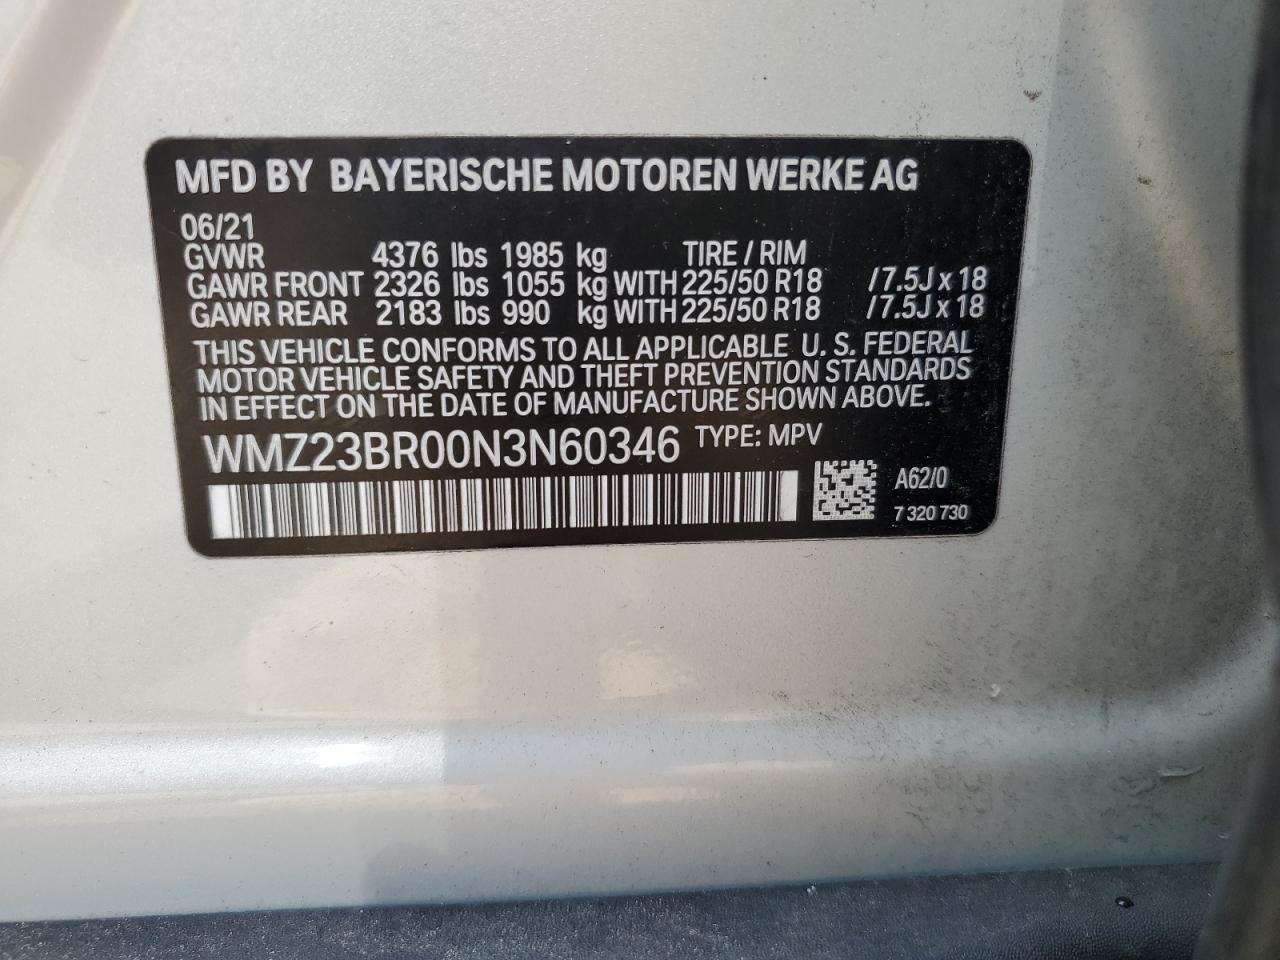 MFD BY BAYERISCHE MOTOREN WERKE AG
06/21
GVWR 4376 lbs 1985 kg TIRE / RIM
GAWR FRONT 2326 lbs 1055 kg WITH 225/50 R18 /7.5J x 18
GAWR REAR 2183 lbs 990 kg WITH 225/50 R18 /7.5J x 18
THIS VEHICLE CONFORMS TO ALL APPLICABLE U. S. FEDERAL
MOTOR VEHICLE SAFETY AND THEFT PREVENTION STANDARDS
IN EFFECT ON THE DATE OF MANUFACTURE SHOWN ABOVE.
WMZ23BR00N3N60346 TYPE: MPV
A62/0
7 320 730